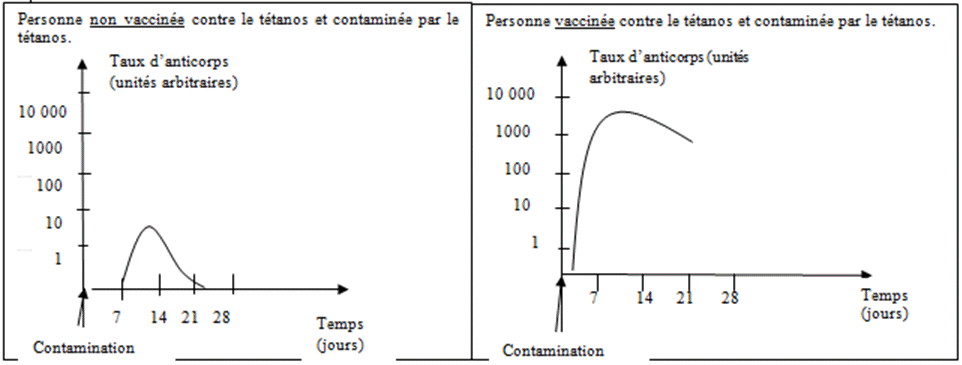 Personne non vaccinée contre le tétanos et contaminée par le
tétanos.
Taux d'anticorps
(unités arbitraires)
10 000
1000
100
10
1
7 14 21 28
Temps
(jours)
Contamination
Personne vaccinée contre le tétanos et contaminée par le tétanos.
Taux d'anticorps (unités
arbitraires)
10 000
1000
100
10
1
7 14 21 28
Temps
(jours)
Contamination